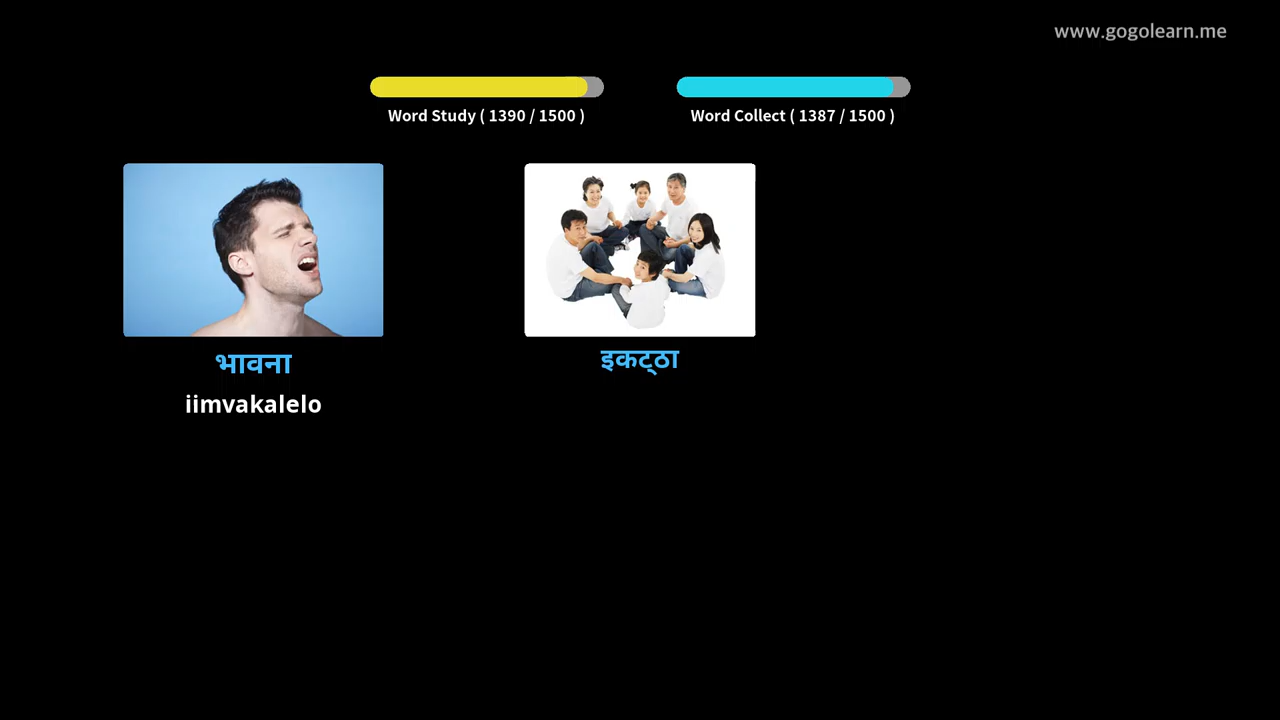 www.gogolearn.me
Word Study ( 1390 / 1500 )
Word Collect ( 1387 / 1500 )
भावना
इकट्ठा
iimvakalelo